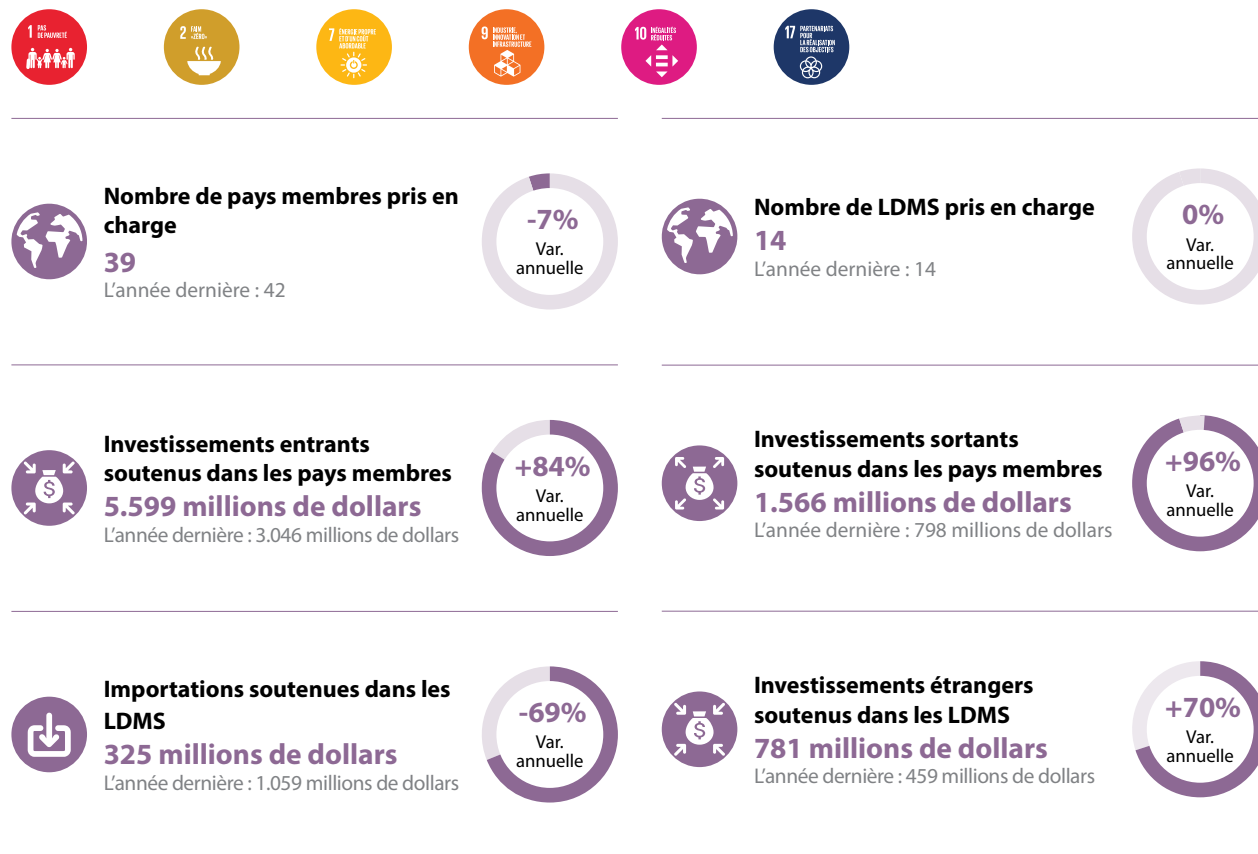 1 PAS
DE PAUVRETÉ
2 FAIM
«ZÉRO»
7 ÉNERGIE PROPRE
ET D'UN COÛT
ABORDABLE
9 INDUSTRIE,
INNOVATION ET
INFRASTRUCTURE
10 INÉGALITÉS
RÉDUITES
17 PARTENARIATS
POUR
LA RÉALISATION
DES OBJECTIFS
Nombre de pays membres pris en
charge
39
L'année dernière : 42
-7%
Var.
annuelle
Nombre de LDMS pris en charge
14
L'année dernière : 14
0%
Var.
annuelle
Investissements entrants
soutenus dans les pays membres
5.599 millions de dollars
L'année dernière : 3.046 millions de dollars
+84%
Var.
annuelle
Investissements sortants
soutenus dans les pays membres
1.566 millions de dollars
L'année dernière : 798 millions de dollars
+96%
Var.
annuelle
Importations soutenues dans les
LDMS
325 millions de dollars
L'année dernière : 1.059 millions de dollars
-69%
Var.
annuelle
Investissements étrangers
soutenus dans les LDMS
781 millions de dollars
L'année dernière : 459 millions de dollars
+70%
Var.
annuelle